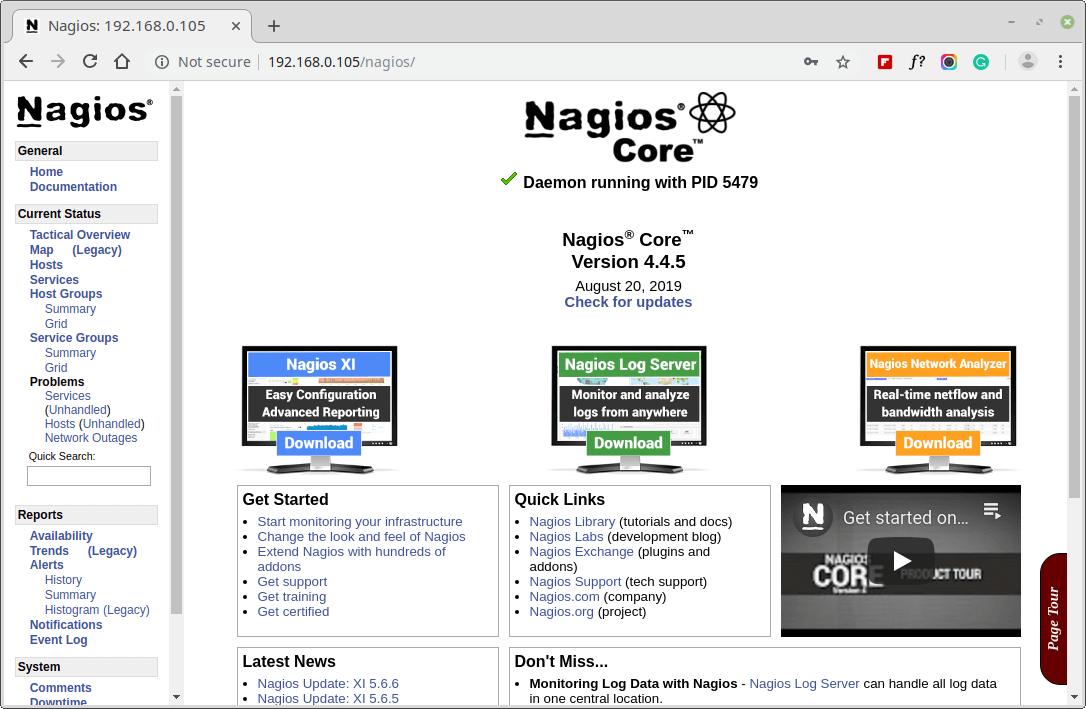 Nagios: 192.168.0.105
Not secure
192.168.0.105/nagios/
f?
Nagios®
General
Home
Documentation
Current Status
Tactical Overview
Map (Legacy)
Hosts
Services
Host Groups
Summary
Grid
Service Groups
Summary
Grid
Problems
Services
(Unhandled)
Hosts (Unhandled)
Network Outages
Quick Search:
Reports
Availability
Trends (Legacy)
Alerts
History
Summary
Histogram (Legacy)
Notifications
Event Log
System
Comments
Downtime
Nagios®
Core™
Daemon running with PID 5479
Nagios® Core™
Version 4.4.5
August 20, 2019
Check for updates
Nagios XI
Easy Configuration
Advanced Reporting
Download
Nagios Log Server
Monitor and analyze
logs from anywhere
Download
Nagios Network Analyzer
Real-time netflow and
bandwidth analysis
Download
Get Started
Start monitoring your infrastructure
Change the look and feel of Nagios
Extend Nagios with hundreds of
addons
Get support
Get training
Get certified
Quick Links
Nagios Library (tutorials and docs)
Nagios Labs (development blog)
Nagios Exchange (plugins and
addons)
Nagios Support (tech support)
Nagios.com (company)
Nagios.org (project)
N
Get started on...
NAGIOS
CORE
PRODUCT TOUR
Page Tour
Latest News
Nagios Update: XI 5.6.6
Nagios Update: XI 5.6.5
Don't Miss...
Monitoring Log Data with Nagios - Nagios Log Server can handle all log data
in one central location.